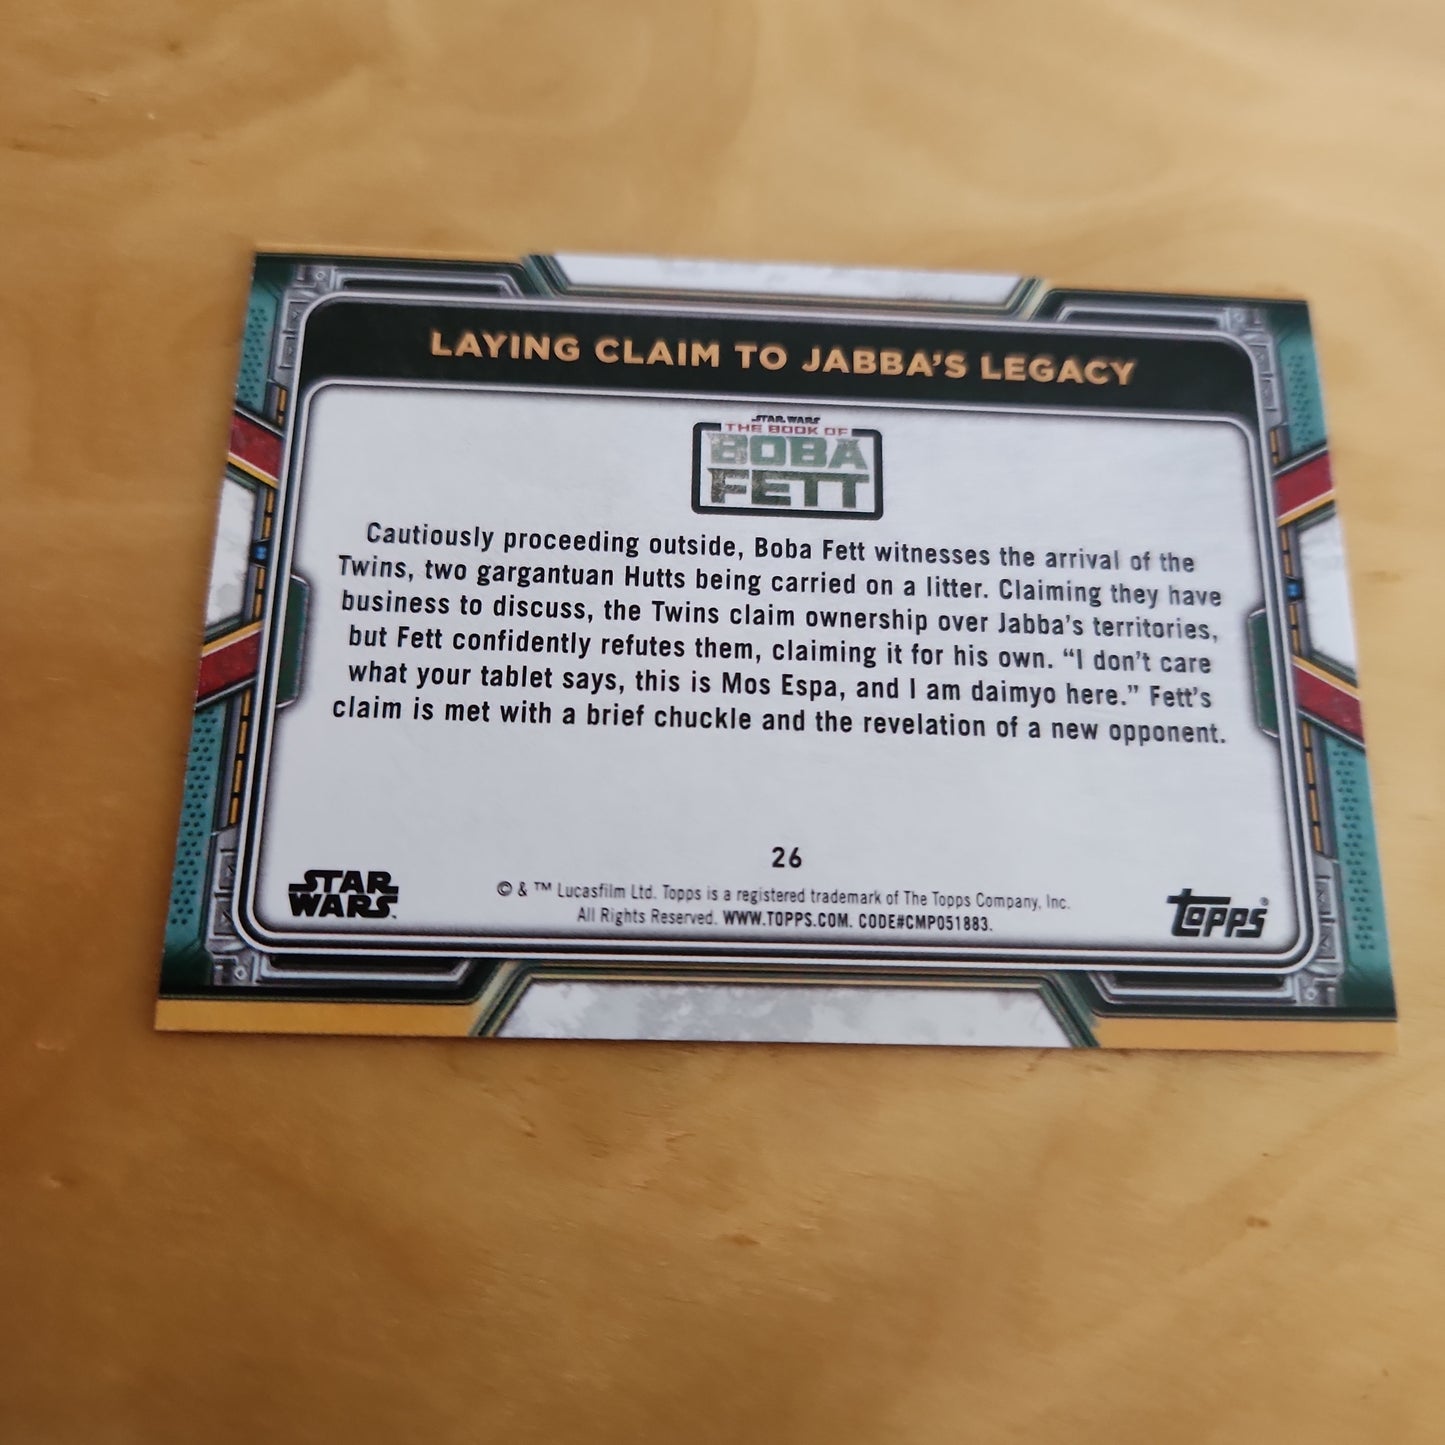 LAYING CLAIM TO JABBA'S LEGACY
STAR WARS
THE BOOK OF
BOBA
FETT
Cautiously proceeding outside, Boba Fett witnesses the arrival of the
Twins, two gargantuan Hutts being carried on a litter. Claiming they have
business to discuss, the Twins claim ownership over Jabba's territories,
but Fett confidently refutes them, claiming it for his own. “I don't care
what your tablet says, this is Mos Espa, and I am daimyo here.” Fett's
claim is met with a brief chuckle and the revelation of a new opponent.
26
STAR
WARS™
© & ™ Lucasfilm Ltd. Topps is a registered trademark of The Topps Company, Inc.
All Rights Reserved. WWW.TOPPS.COM. CODE#CMP051883.
TOPPS®